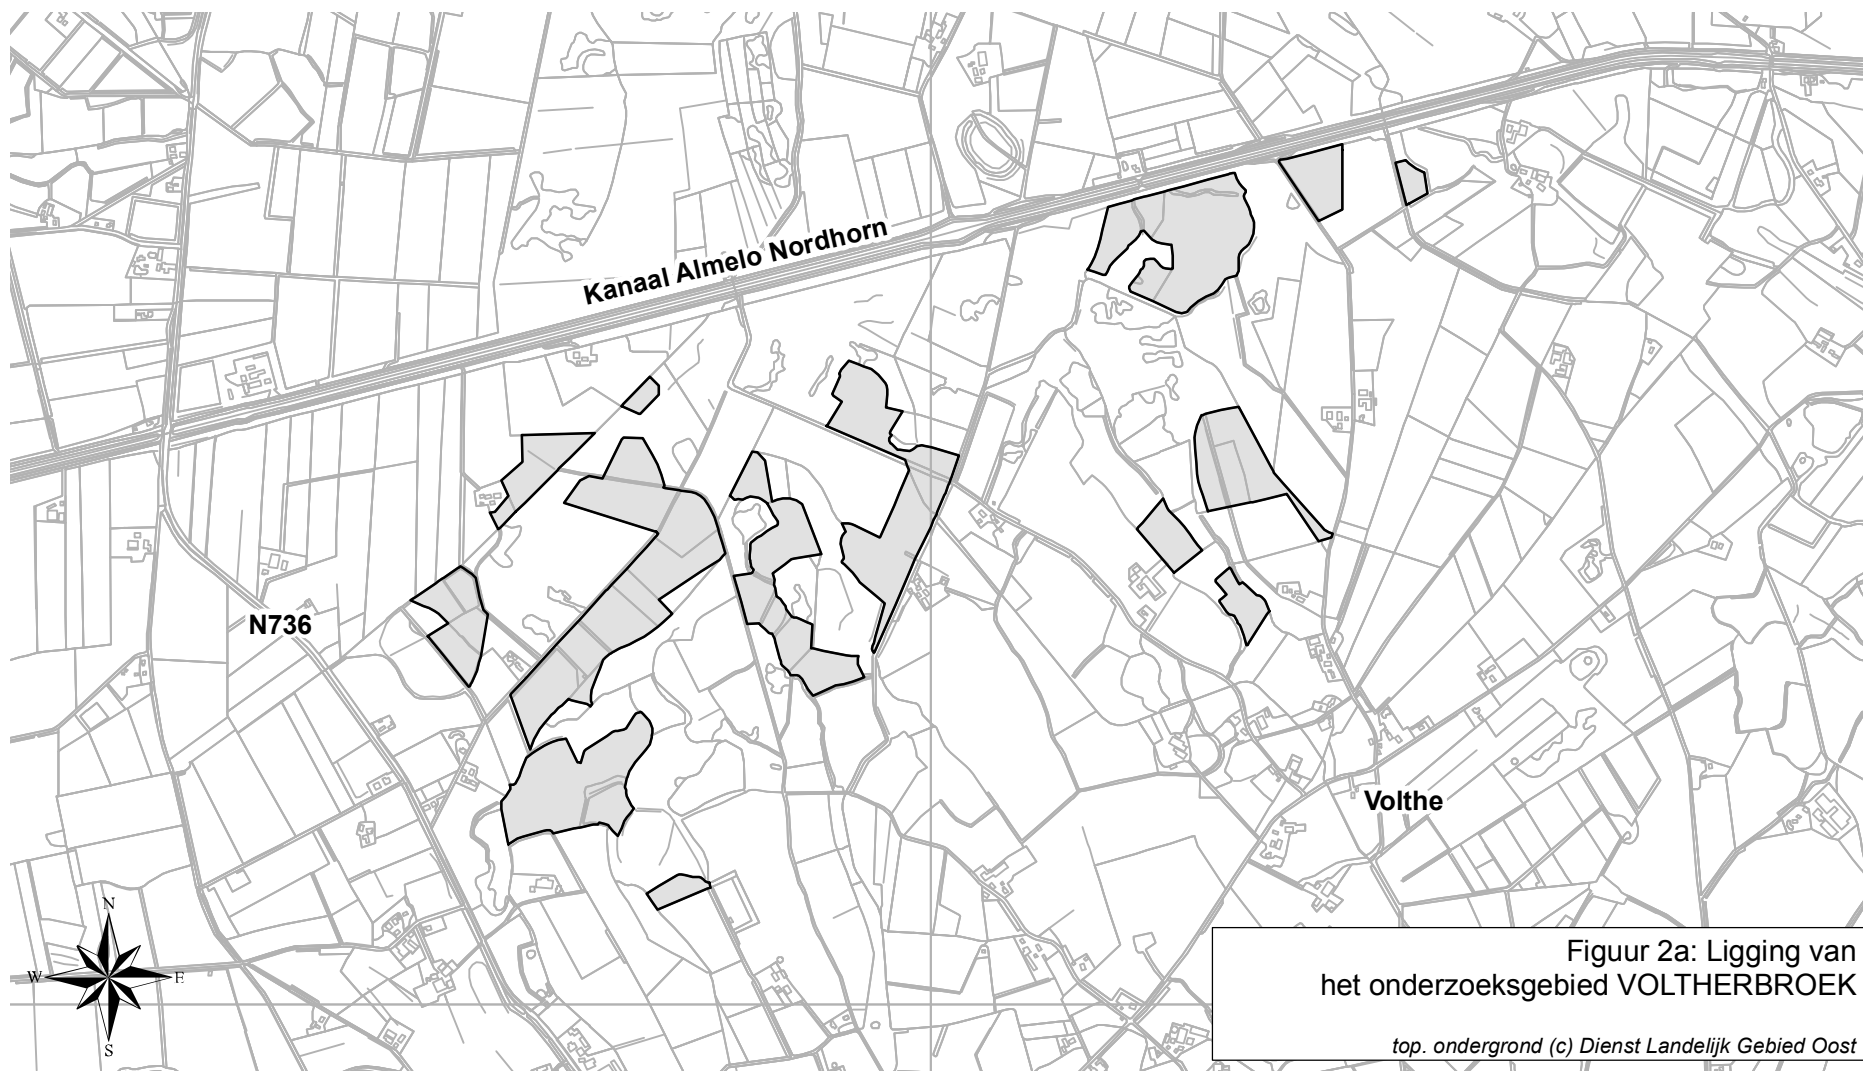 Kanaal Almelo Nordhorn
N736
Volthe
N
W E
S
Figuur 2a: Ligging van
het onderzoeksgebied VOLTHERBROEK
top. ondergrond (c) Dienst Landelijk Gebied Oost